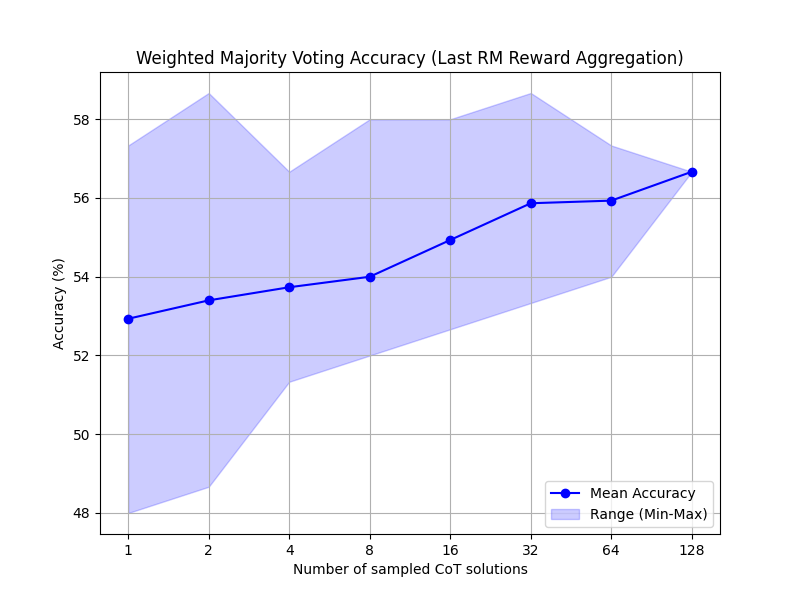 Weighted Majority Voting Accuracy (Last RM Reward Aggregation)
58
56
54
52
50
48
Accuracy (%)
Mean Accuracy
Range (Min-Max)
1 2 4 8 16 32 64 128
Number of sampled CoT solutions